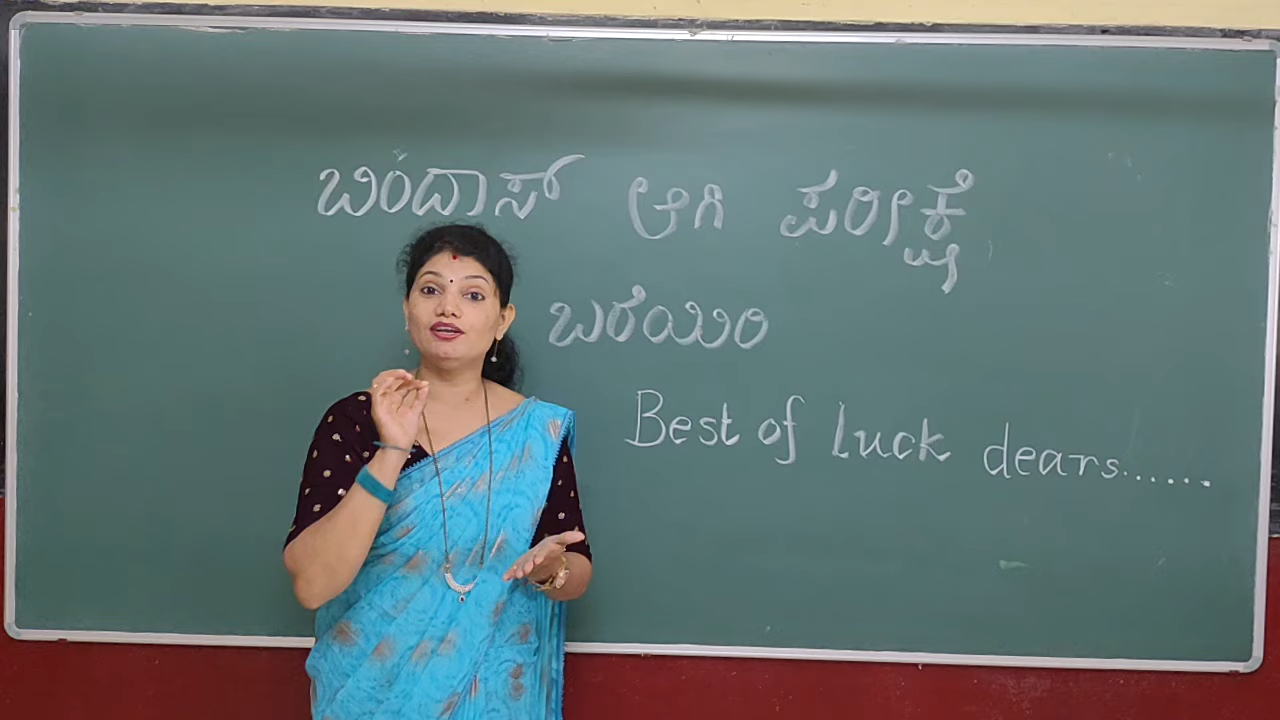 ಬಿಂದಾಸ್ ಆಗಿ ಪರೀಕ್ಷೆ
ಬರೆಯಿರಿ
Best of Luck dears.......